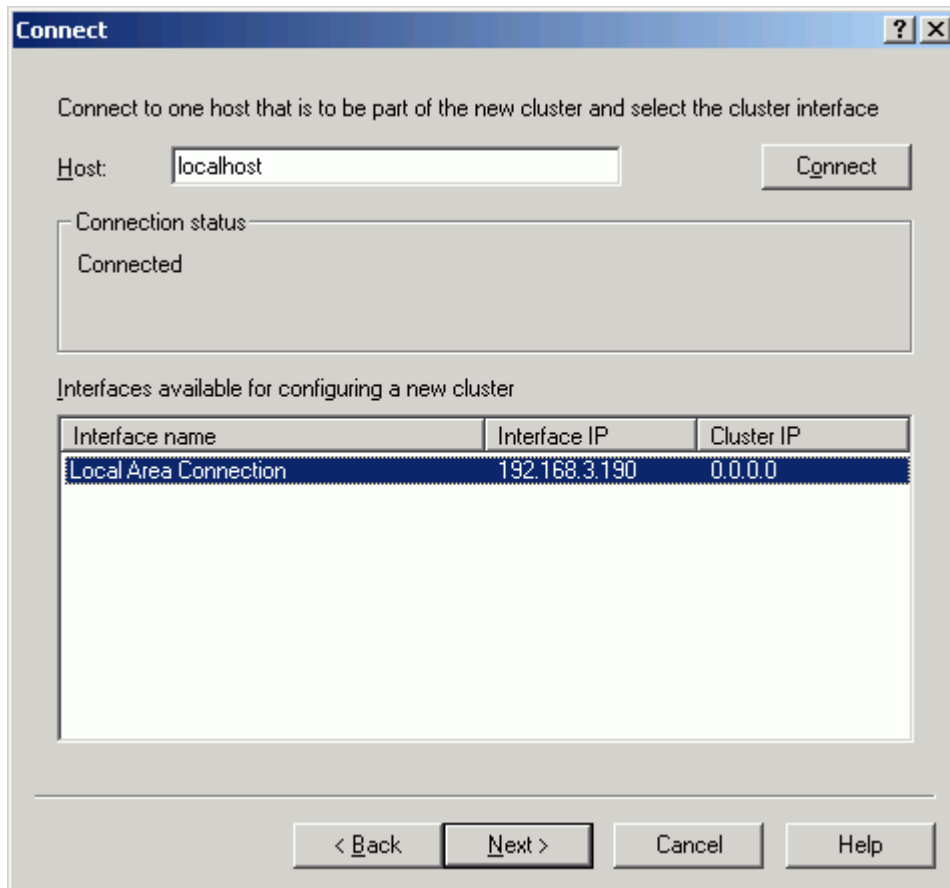 Connect
Connect to one host that is to be part of the new cluster and select the cluster interface
Host: localhost Connect
Connection status
Connected
Interfaces available for configuring a new cluster
Interface name Interface IP Cluster IP
Local Area Connection 192.168.3.190 0.0.0.0
< Back Next > Cancel Help